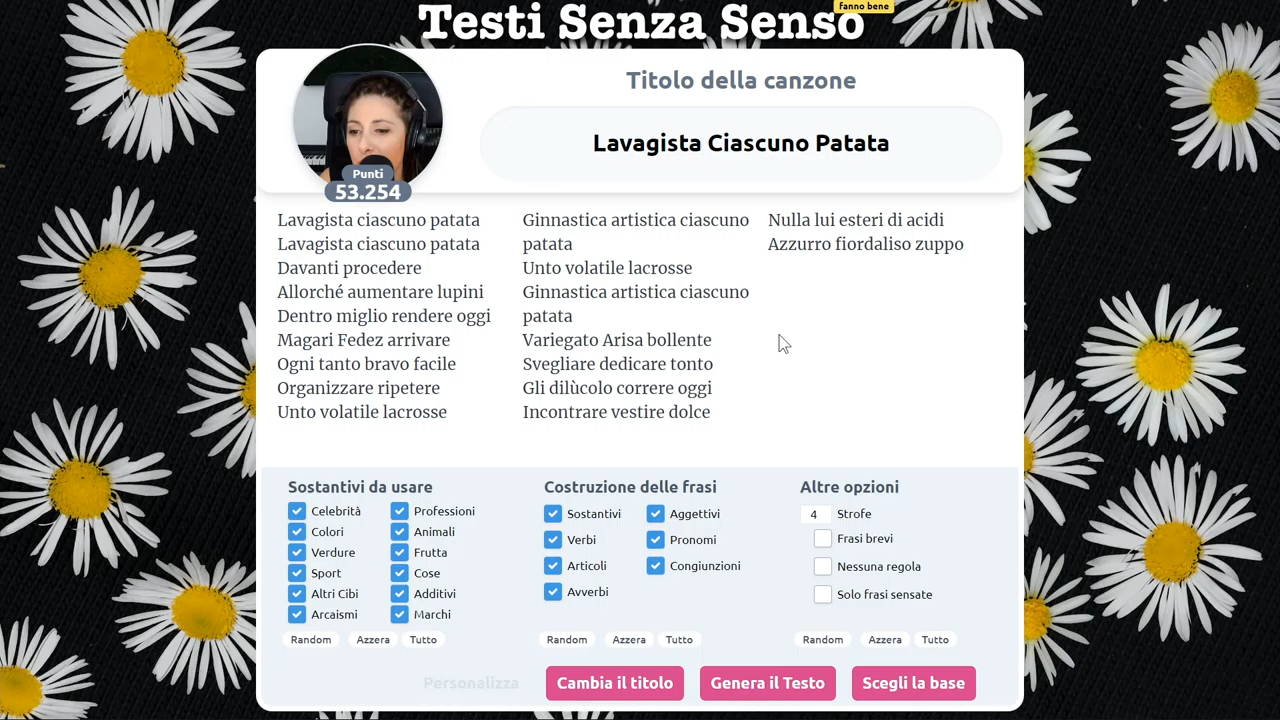 fanno bene
Testi Senza Senso
Titolo della canzone
Lavagista Ciascuno Patata
Punti
53.254
Lavagista ciascuno patata
Lavagista ciascuno patata
Davanti procedere
Allorché aumentare lupini
Dentro miglio rendere oggi
Magari Fedez arrivare
Ogni tanto bravo facile
Organizzare ripetere
Unto volatile lacrosse
Ginnastica artistica ciascuno
patata
Unto volatile lacrosse
Ginnastica artistica ciascuno
patata
Variegato Arisa bollente
Svegliare dedicare tonto
Gli dilùcolo correre oggi
Incontrare vestire dolce
Nulla lui esteri di acidi
Azzurro fiordaliso zuppo
Sostantivi da usare
Celebrità
Colori
Verdure
Sport
Altri Cibi
Arcaismi
Professioni
Animali
Frutta
Cose
Additivi
Marchi
Random Azzera Tutto
Costruzione delle frasi
Sostantivi
Verbi
Articoli
Avverbi
Aggettivi
Pronomi
Congiunzioni
Random Azzera Tutto
Altre opzioni
4 Strofe
Frasi brevi
Nessuna regola
Solo frasi sensate
Random Azzera Tutto
Personalizza
Cambia il titolo
Genera il Testo
Scegli la base